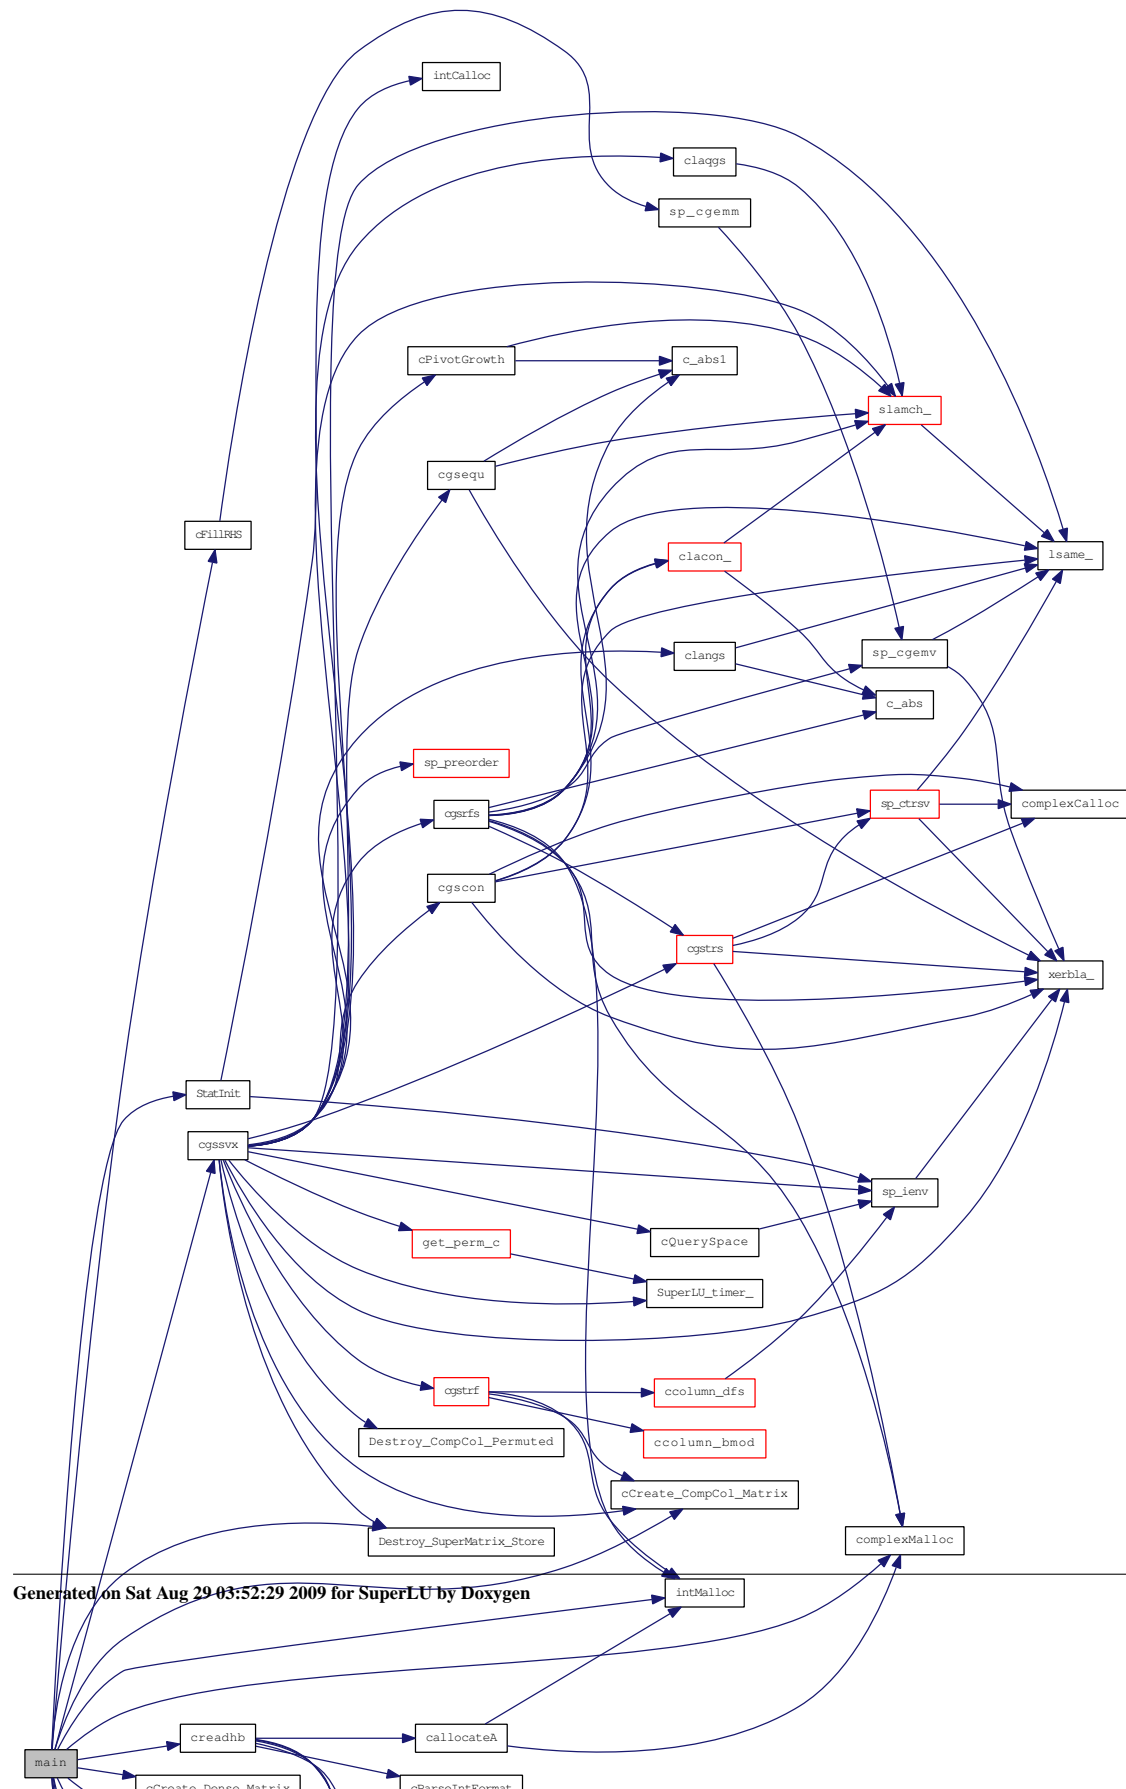 intCalloc
claqgs
sp_cgemm
cPivotGrowth
c_abs1
slamch_
cgsequ
cFillRHS
clacon_
lsame_
clangs
sp_cgemv
c_abs
sp_preorder
cgsrfs
sp_ctrsv
complexCalloc
cgscon
cgstrs
xerbla_
StatInit
cgssvx
sp_ienv
get_perm_c
cQuerySpace
SuperLU_timer_
cgstrf
ccolumn_dfs
Destroy_CompCol_Permuted
ccolumn_bmod
cCreate_CompCol_Matrix
Destroy_SuperMatrix_Store
complexMalloc
Generated on Sat Aug 29 03:52:29 2009 for SuperLU by Doxygen
intMalloc
creadhb
callocateA
main
cCreate_Dense_Matrix
cParseIntFormat